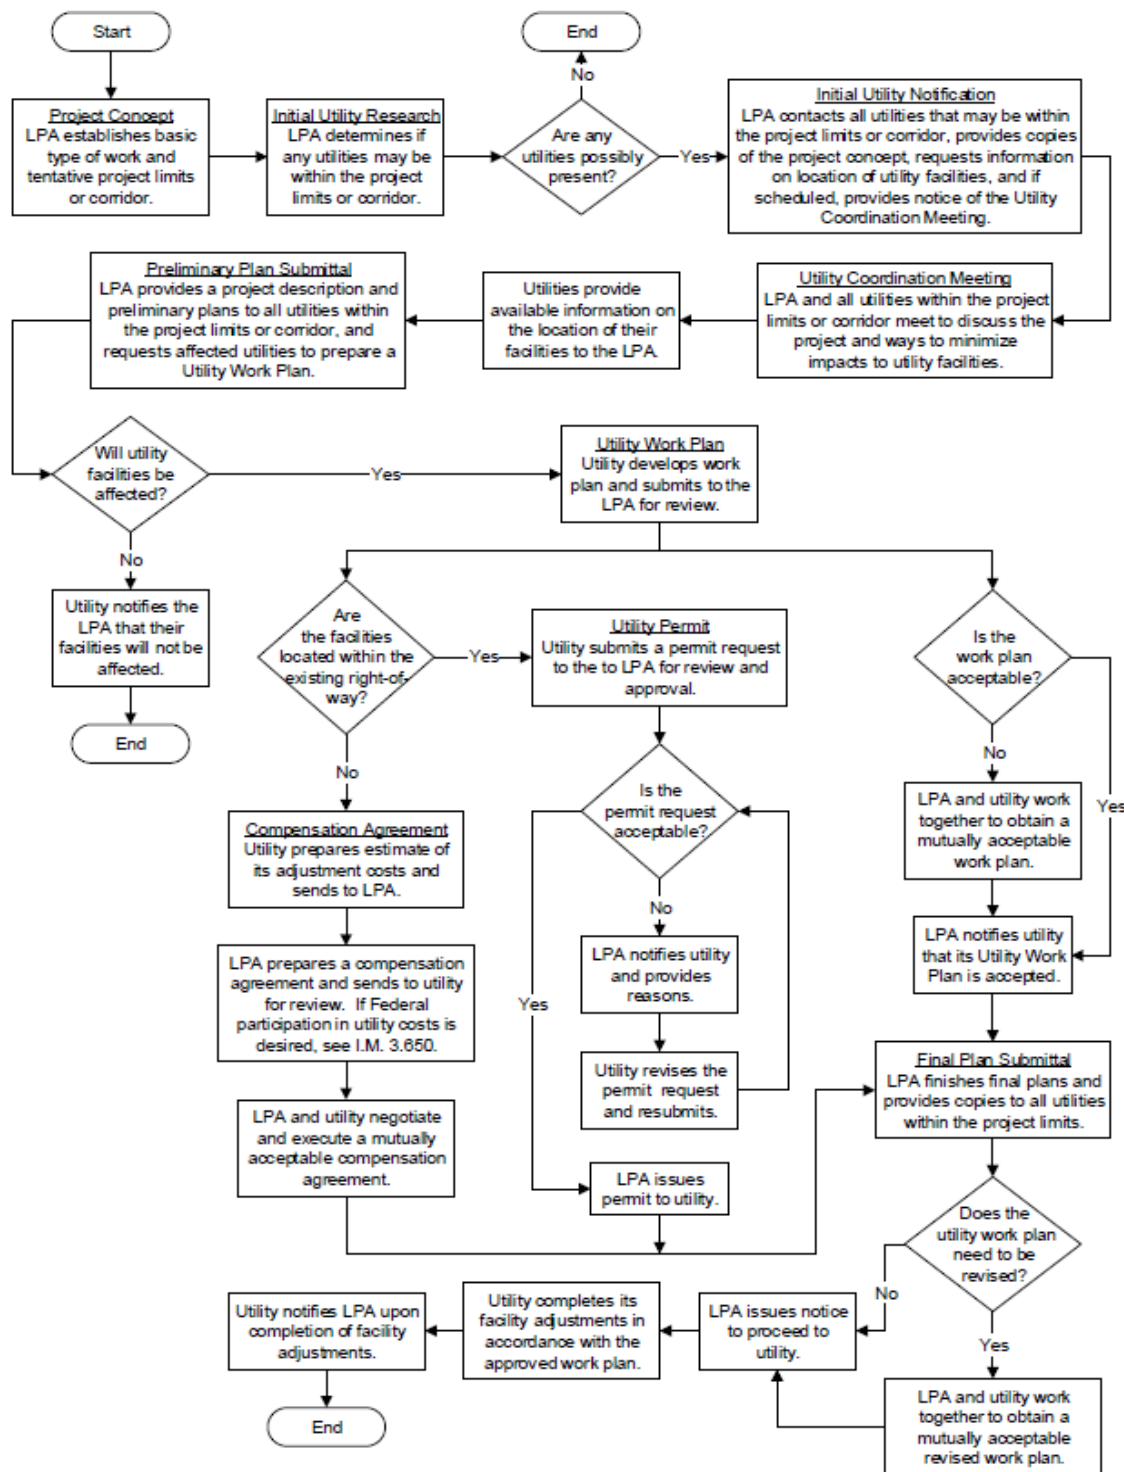 Start
End
No
Project Concept
LPA establishes basic
type of work and
tentative project limits
or corridor.
Initial Utility Research
LPA determines if
any utilities may be
within the project
limits or corridor.
Are any
utilities possibly
present?
Yes
Initial Utility Notification
LPA contacts all utilities that may be within
the project limits or corridor, provides copies
of the project concept, requests information
on location of utility facilities, and if
scheduled, provides notice of the Utility
Coordination Meeting.
Preliminary Plan Submittal
LPA provides a project description and
preliminary plans to all utilities within
the project limits or corridor, and
requests affected utilities to prepare a
Utility Work Plan.
Utilities provide
available information on
the location of their
facilities to the LPA.
Utility Coordination Meeting
LPA and all utilities within the project
limits or corridor meet to discuss the
project and ways to minimize
impacts to utility facilities.
Will utility
facilities be
affected?
Yes
Utility Work Plan
Utility develops work
plan and submits to the
LPA for review.
No
Utility notifies the
LPA that their
facilities will not be
affected.
End
Are
the facilities
located within the
existing right-of-
way?
Yes
Utility Permit
Utility submits a permit request
to the to LPA for review and
approval.
Is the
work plan
acceptable?
No
Yes
No
Is the
permit request
acceptable?
LPA and utility work
together to obtain a
mutually acceptable
work plan.
Compensation Agreement
Utility prepares estimate of
its adjustment costs and
sends to LPA.
No
LPA notifies utility
that its Utility Work
Plan is accepted.
LPA prepares a compensation
agreement and sends to utility
for review. If Federal
participation in utility costs is
desired, see I.M. 3.650.
Yes
LPA notifies utility
and provides
reasons.
Utility revises the
permit request
and resubmits.
Final Plan Submittal
LPA finishes final plans and
provides copies to all utilities
within the project limits.
LPA and utility negotiate
and execute a mutually
acceptable compensation
agreement.
LPA issues
permit to utility.
Does the
utility work plan
need to be
revised?
No
Yes
Utility notifies LPA upon
completion of facility
adjustments.
Utility completes its
facility adjustments in
accordance with the
approved work plan.
LPA issues notice
to proceed to
utility.
End
LPA and utility work
together to obtain a
mutually acceptable
revised work plan.